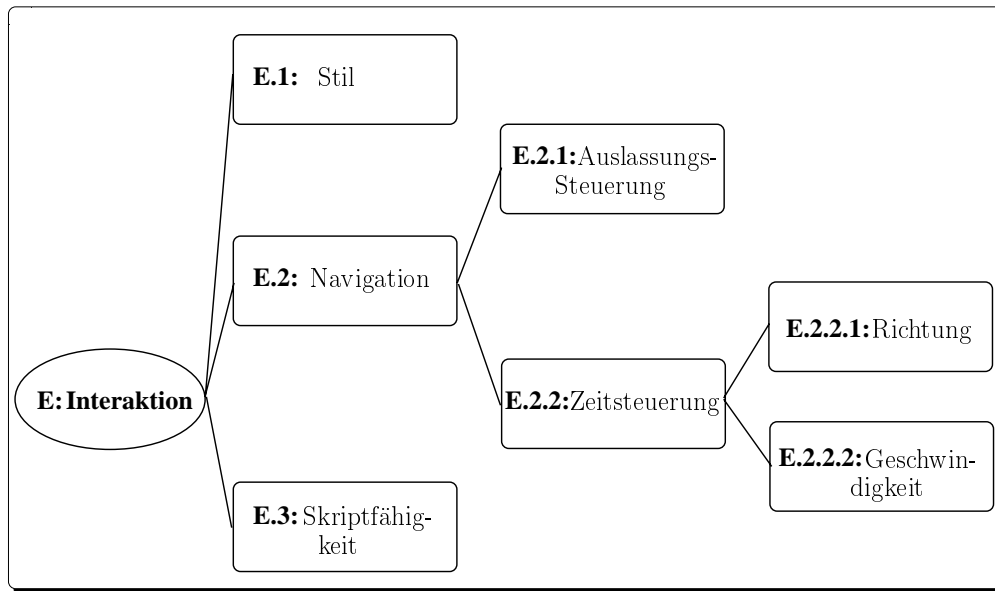 E.1: Stil
E.2.1: Auslassungs-
Steuerung
E.2: Navigation
E.2.2.1: Richtung
E: Interaktion
E.2.2: Zeitsteuerung
E.2.2.2: Geschwin-
digkeit
E.3: Skriptfähig-
keit